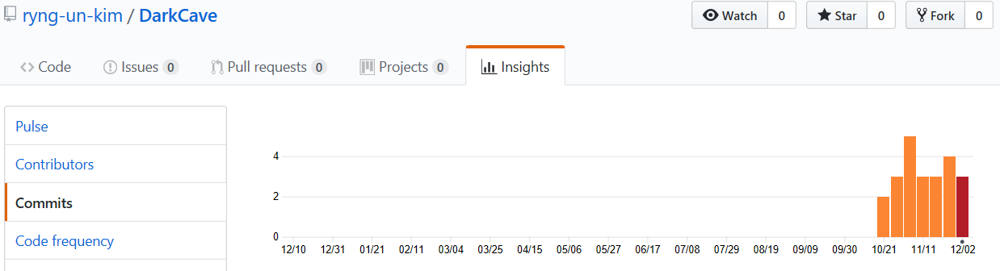 ryng-un-kim / DarkCave Watch 0 Star 0 Fork 0
Code Issues 0 Pull requests 0 Projects 0 Insights
Pulse
Contributors
Commits
Code frequency
4
2
0
12/10 12/31 01/21 02/11 03/04 03/25 04/15 05/06 05/27 06/17 07/08 07/29 08/19 09/09 09/30 10/21 11/11 12/02